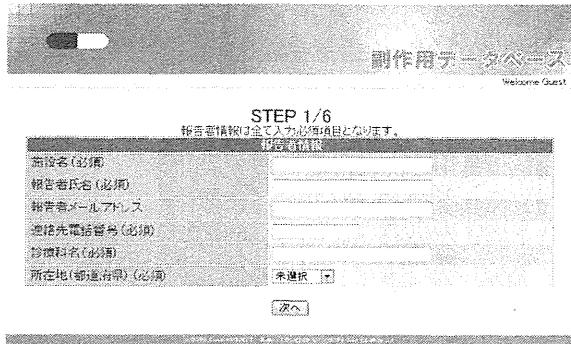 副作用データベース
Welcome Guest
STEP 1/6
報告者情報は全て入力必須項目となります。
報告者情報
施設名(必須)
報告者氏名(必須)
報告者メールアドレス
連絡先電話番号(必須)
診療科名(必須)
所在地(都道府県)(必須)
未選択
次へ